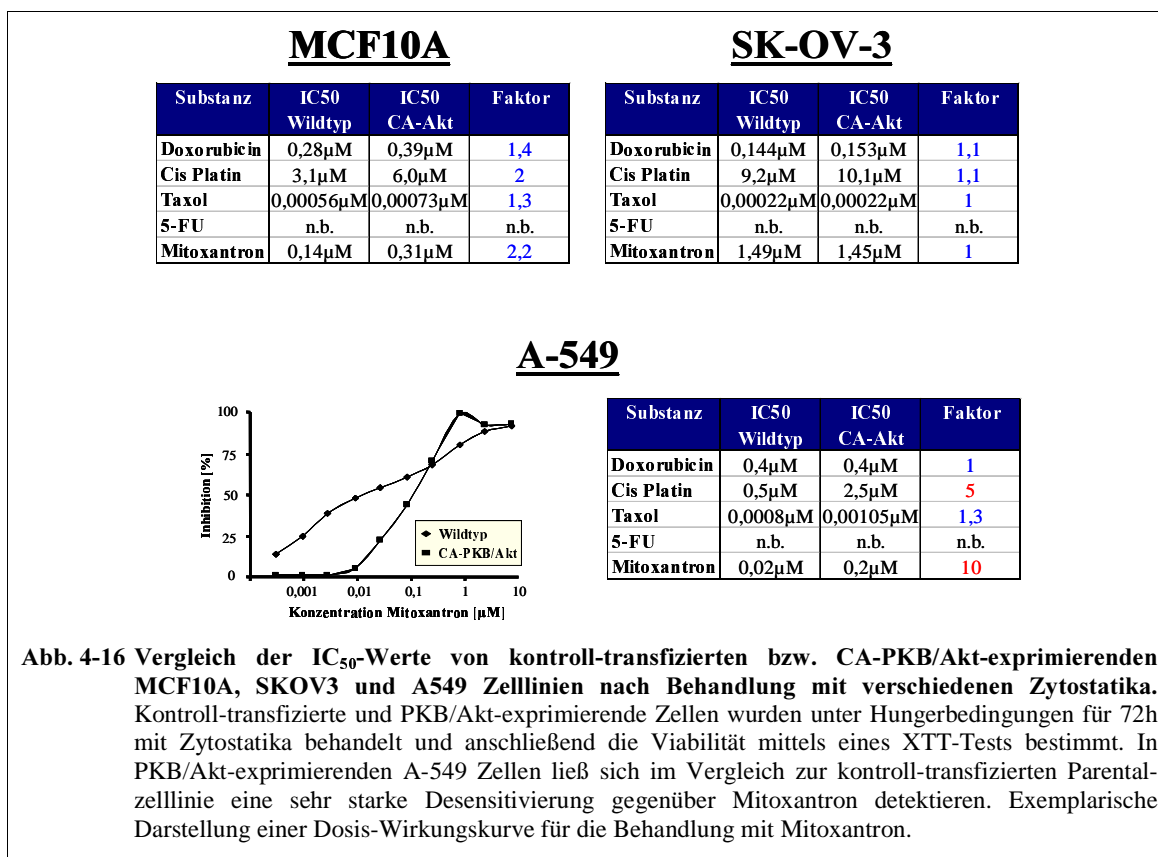 MCF10A
Substanz IC50 Wildtyp IC50 CA-Akt Faktor
Doxorubicin 0,28µM 0,39µM 1,4
Cis Platin 3,1µM 6,0µM 2
Taxol 0,00056µM 0,00073µM 1,3
5-FU n.b. n.b. n.b.
Mitoxantron 0,14µM 0,31µM 2,2
SK-OV-3
Substanz IC50 Wildtyp IC50 CA-Akt Faktor
Doxorubicin 0,144µM 0,153µM 1,1
Cis Platin 9,2µM 10,1µM 1,1
Taxol 0,00022µM 0,00022µM 1
5-FU n.b. n.b. n.b.
Mitoxantron 1,49µM 1,45µM 1
A-549
Inhibition [%]
100
75
50
25
0
Wildtyp
CA-PKB/Akt
0,001 0,01 0,1 1 10
Konzentration Mitoxantron [µM]
Substanz IC50 Wildtyp IC50 CA-Akt Faktor
Doxorubicin 0,4µM 0,4µM 1
Cis Platin 0,5µM 2,5µM 5
Taxol 0,0008µM 0,00105µM 1,3
5-FU n.b. n.b. n.b.
Mitoxantron 0,02µM 0,2µM 10
Abb. 4-16 Vergleich der IC50-Werte von kontroll-transfizierten bzw. CA-PKB/Akt-exprimierenden
MCF10A, SKOV3 und A549 Zelllinien nach Behandlung mit verschiedenen Zytostatika.
Kontroll-transfizierte und PKB/Akt-exprimierende Zellen wurden unter Hungerbedingungen für 72h
mit Zytostatika behandelt und anschließend die Viabilität mittels eines XTT-Tests bestimmt. In
PKB/Akt-exprimierenden A-549 Zellen ließ sich im Vergleich zur kontroll-transfizierten Parental-
zelllinie eine sehr starke Desensitivierung gegenüber Mitoxantron detektieren. Exemplarische
Darstellung einer Dosis-Wirkungskurve für die Behandlung mit Mitoxantron.